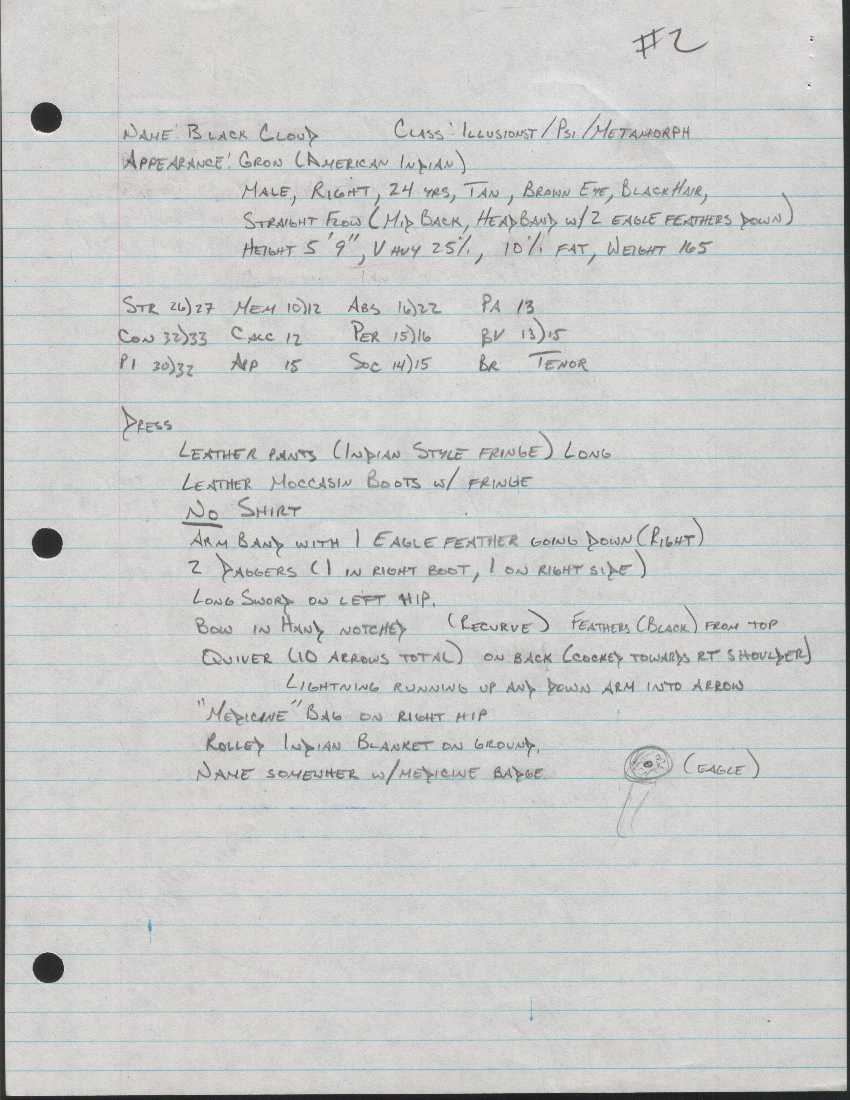 #2
NAME: BLACK CLOUD CLASS: ILLUSIONST/PSI/METAMORPH
APPEARANCE: GRON (AMERICAN INDIAN)
MALE, RIGHT, 24 YRS, TAN, BROWN EYE, BLACK HAIR,
STRAIGHT FLOW (MID BACK, HEADBAND W/2 EAGLE FEATHERS DOWN)
HEIGHT 5'9", V HVY 25%, 10% FAT, WEIGHT 165
STR 26)27 MEM 10)12 ABS 16)22 PA 13
CON 32)33 CALC 12 PER 15)16 BV 13)15
PI 30)32 APP 15 SOC 14)15 BR TENOR
DRESS
LEATHER PANTS (INDIAN STYLE FRINGE) LONG
LEATHER MOCCASIN BOOTS W/ FRINGE
NO SHIRT
ARM BAND WITH 1 EAGLE FEATHER GOING DOWN (RIGHT)
2 DAGGERS (1 IN RIGHT BOOT, 1 ON RIGHT SIDE)
LONG SWORD ON LEFT HIP.
BOW IN HAND NOTCHED (RECURVE) FEATHERS (BLACK) FROM TOP
QUIVER (10 ARROWS TOTAL) ON BACK (COCKED TOWARDS RT SHOULDER)
LIGHTNING RUNNING UP AND DOWN ARM INTO ARROW
"MEDICINE" BAG ON RIGHT HIP
ROLLED INDIAN BLANKET ON GROUND.
NAME SOMEWHER W/MEDICINE BADGE (EAGLE)